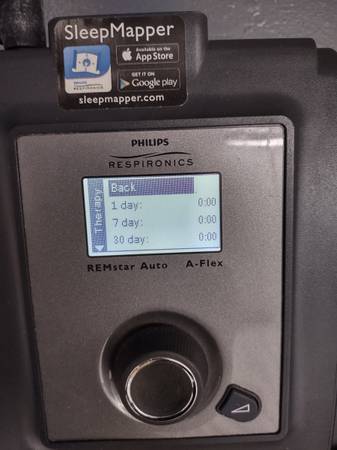 SleepMapper
Available on the
App Store
GET IT ON
Google play
sleepmapper.com
PHILIPS
RESPIRONICS
Therapy
Back
1 day: 0:00
7 day: 0:00
30 day: 0:00
REMstar Auto A-Flex